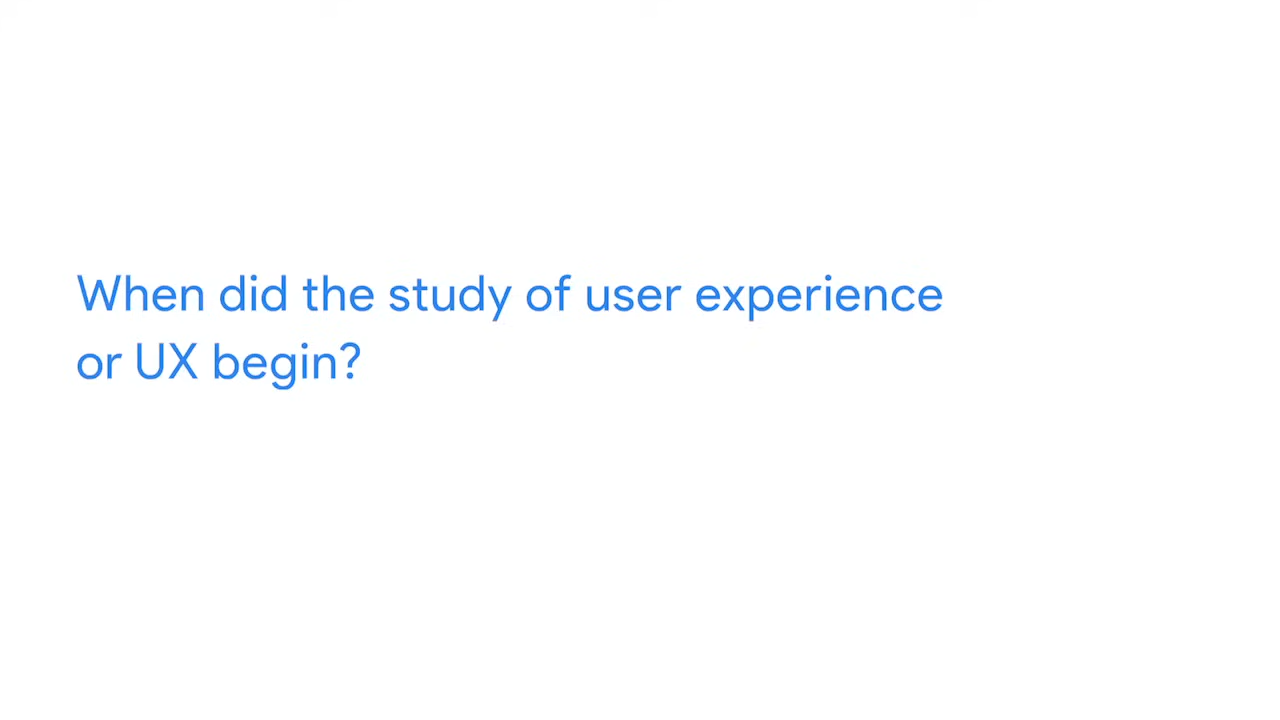 When did the study of user experience
or UX begin?